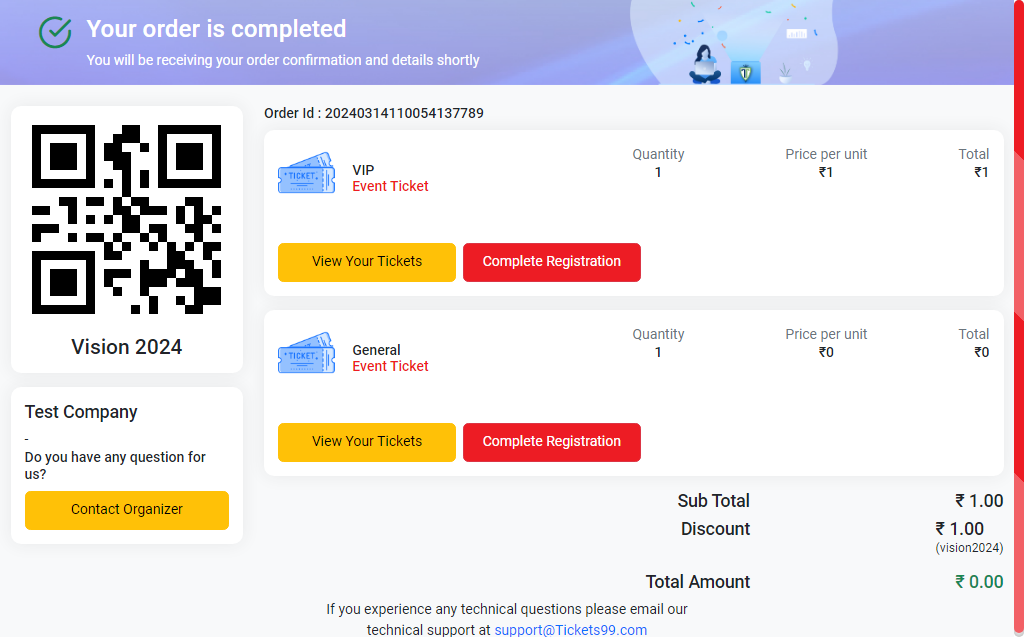 Your order is completed
You will be receiving your order confirmation and details shortly
Vision 2024
Test Company
-
Do you have any question for
us?
Contact Organizer
Order Id : 20240314110054137789
TICKET
VIP
Event Ticket
Quantity
1
Price per unit
₹1
Total
₹1
View Your Tickets
Complete Registration
TICKET
General
Event Ticket
Quantity
1
Price per unit
₹0
Total
₹0
View Your Tickets
Complete Registration
Sub Total ₹ 1.00
Discount ₹ 1.00
(vision2024)
Total Amount ₹ 0.00
If you experience any technical questions please email our
technical support at support@Tickets99.com